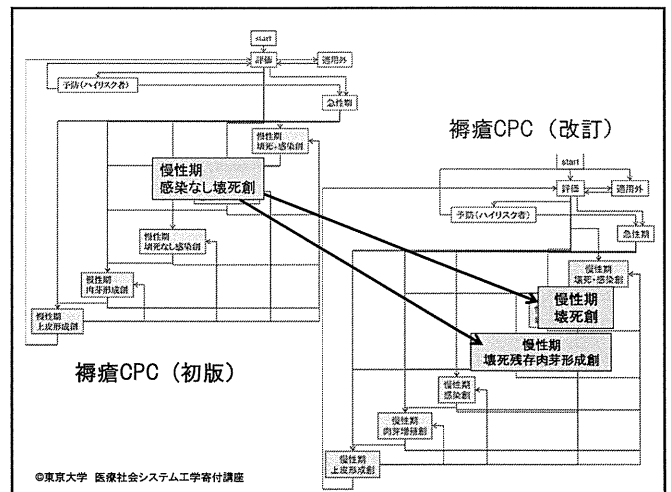 start
評価
適用外
予防(ハイリスク者)
急性期
慢性期
壊死・感染創
慢性期
感染なし壊死創
慢性期
壊死なし感染創
慢性期
肉芽形成創
慢性期
上皮形成創
褥瘡CPC(初版)
褥瘡CPC(改訂)
start
評価
適用外
予防(ハイリスク者)
急性期
慢性期
壊死・感染創
慢性期
壊死創
慢性期
壊死残存肉芽形成創
慢性期
感染創
慢性期
肉芽増殖創
慢性期
上皮形成創
©東京大学 医療社会システム工学寄付講座